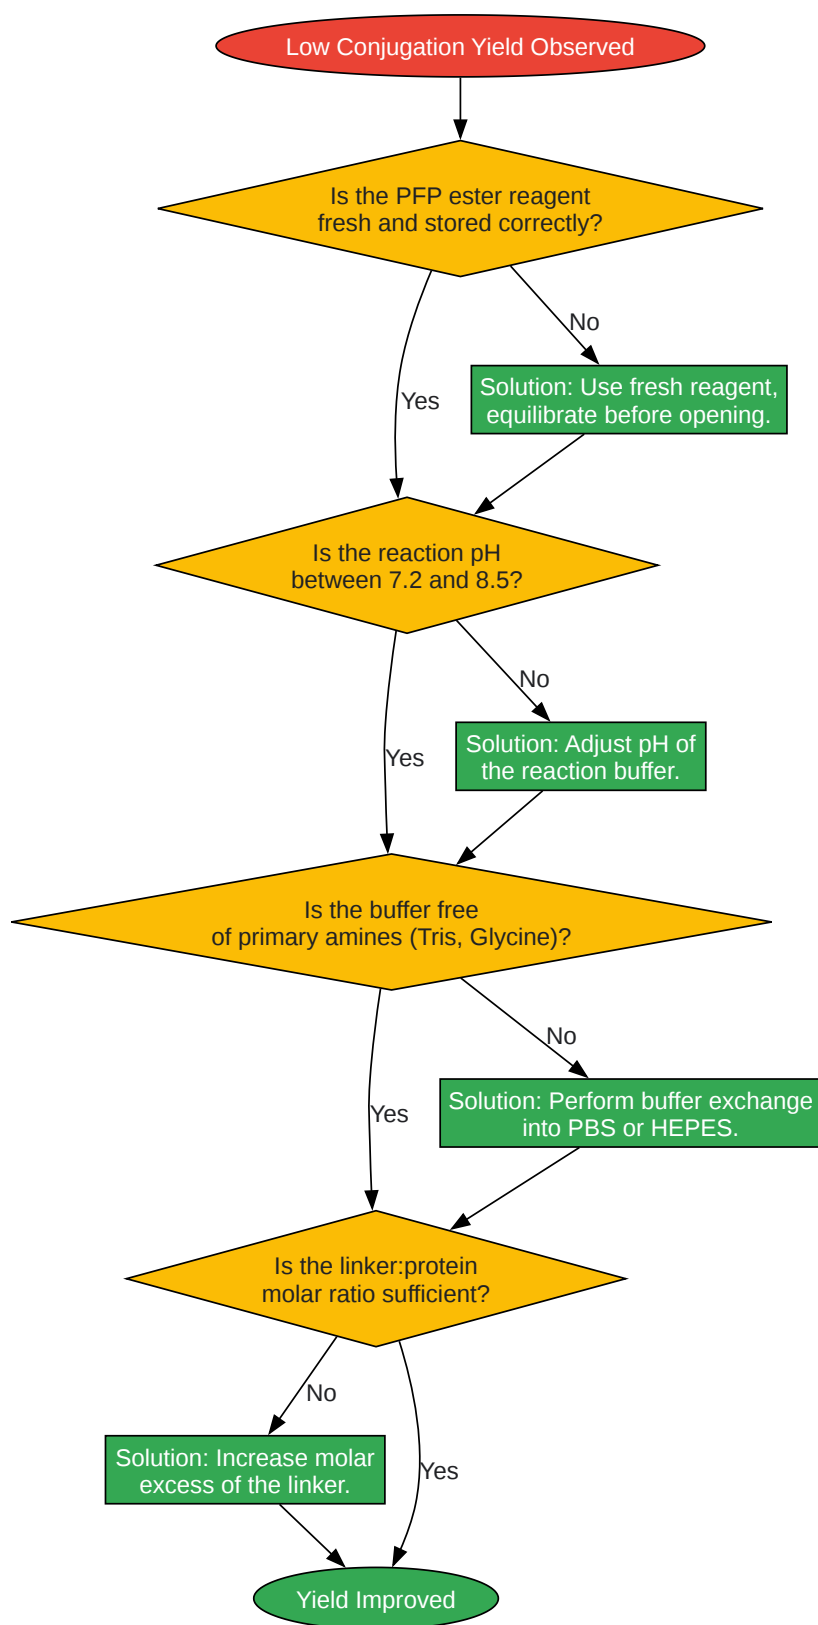 Low Conjugation Yield Observed
Is the PFP ester reagent
fresh and stored correctly?
No
Yes
Solution: Use fresh reagent,
equilibrate before opening.
Is the reaction pH
between 7.2 and 8.5?
No
Yes
Solution: Adjust pH of
the reaction buffer.
Is the buffer free
of primary amines (Tris, Glycine)?
No
Yes
Solution: Perform buffer exchange
into PBS or HEPES.
Is the linker:protein
molar ratio sufficient?
No
Yes
Solution: Increase molar
excess of the linker.
Yield Improved